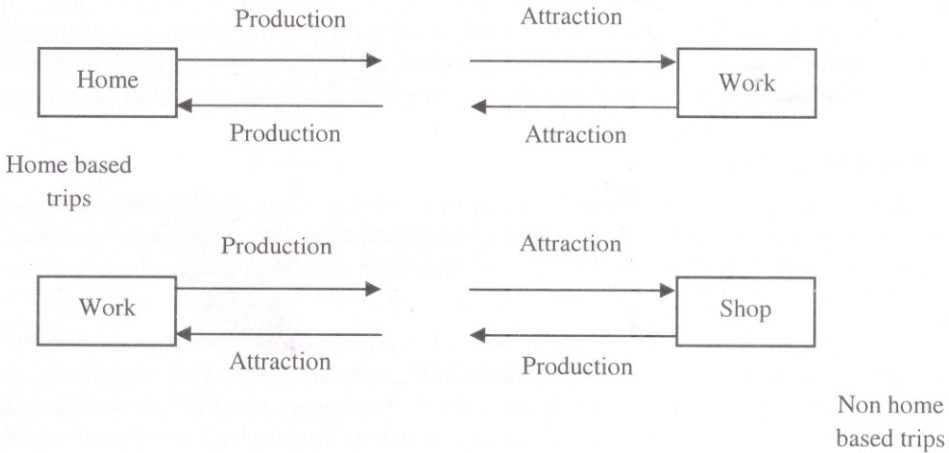 Production
Attraction
Home
Work
Production
Attraction
Home based
trips
Production
Attraction
Work
Shop
Attraction
Production
Non home
based trips